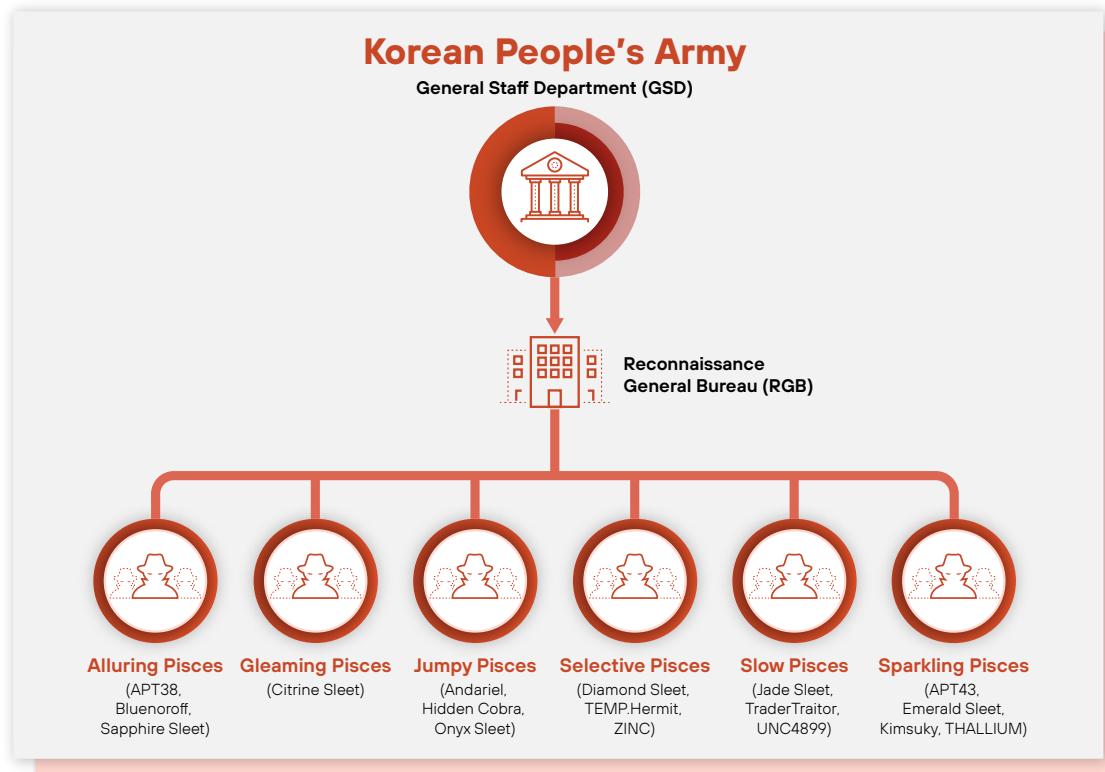 Korean People's Army
General Staff Department (GSD)
Reconnaissance
General Bureau (RGB)
Alluring Pisces
(APT38,
Bluenoroff,
Sapphire Sleet)
Gleaming Pisces
(Citrine Sleet)
Jumpy Pisces
(Andariel,
Hidden Cobra,
Onyx Sleet)
Selective Pisces
(Diamond Sleet,
TEMP.Hermit,
ZINC)
Slow Pisces
(Jade Sleet,
TraderTraitor,
UNC4899)
Sparkling Pisces
(APT43,
Emerald Sleet,
Kimsuky, THALLIUM)